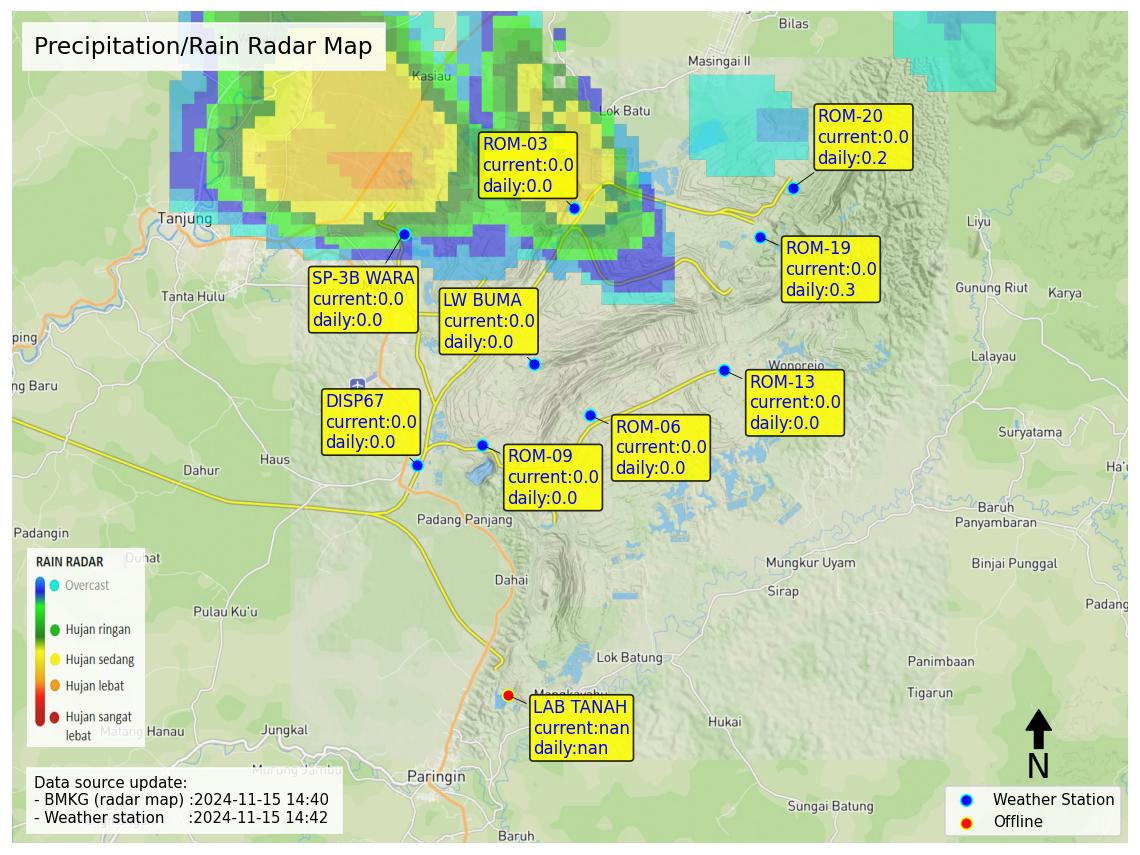 Precipitation/Rain Radar Map
Bilas
Masingai II
Kasiau
Lok Batu
ROM-20
current:0.0
daily:0.2
ROM-03
current:0.0
daily:0.0
Tanjung
Liyu
ROM-19
current:0.0
daily:0.3
SP-3B WARA
current:0.0
daily:0.0
LW BUMA
current:0.0
daily:0.0
Tanta Hulu
Gunung Riut
Karya
ping
Lalayau
Wonorejo
ng Baru
ROM-13
current:0.0
daily:0.0
DISP67
current:0.0
daily:0.0
ROM-06
current:0.0
daily:0.0
Suryatama
ROM-09
current:0.0
daily:0.0
Haus
Dahur
Ha'u
Padang Panjang
Baruh
Panyambaran
Padangin
Duhat
Mungkur Uyam
Binjai Punggal
Dahai
Sirap
Padang
Pulau Ku'u
RAIN RADAR
Overcast
Hujan ringan
Hujan sedang
Hujan lebat
Hujan sangat
lebat
Lok Batung
Panimbaan
Tigarun
Mangkayahu
LAB TANAH
current:nan
daily:nan
Hukai
Matang Hanau
Jungkal
Murung Jambu
Paringin
N
Sungai Batung
Baruh
Data source update:
- BMKG (radar map) :2024-11-15 14:40
- Weather station :2024-11-15 14:42
Weather Station
Offline